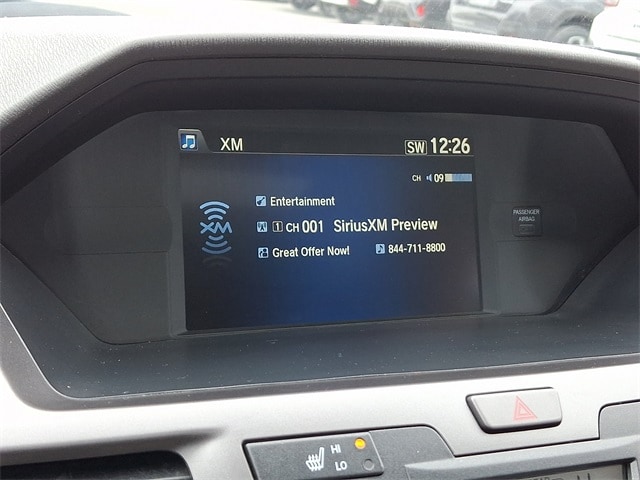 XM SW 12:26
CH 09
Entertainment
XM 1 CH 001 SiriusXM Preview
Great Offer Now! 844-711-8800
PASSENGER
AIRBAG
HI
LO